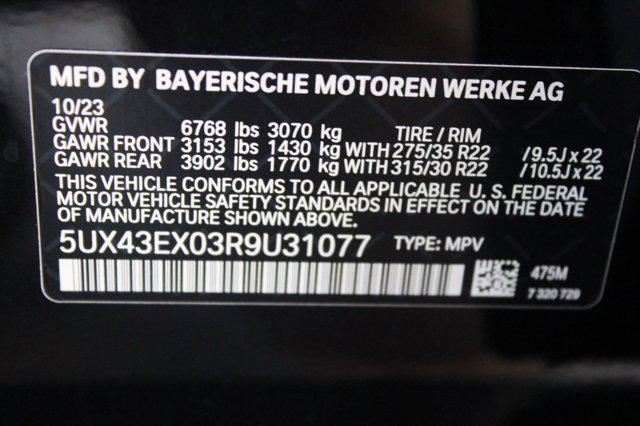 MFD BY BAYERISCHE MOTOREN WERKE AG
10/23
GVWR 6768 lbs 3070 kg TIRE / RIM
GAWR FRONT 3153 lbs 1430 kg WITH 275/35 R22 / 9.5J x 22
GAWR REAR 3902 lbs 1770 kg WITH 315/30 R22 / 10.5J x 22
THIS VEHICLE CONFORMS TO ALL APPLICABLE U. S. FEDERAL
MOTOR VEHICLE SAFETY STANDARDS IN EFFECT ON THE DATE
OF MANUFACTURE SHOWN ABOVE.
5UX43EX03R9U31077 TYPE: MPV
475M
7 320 729